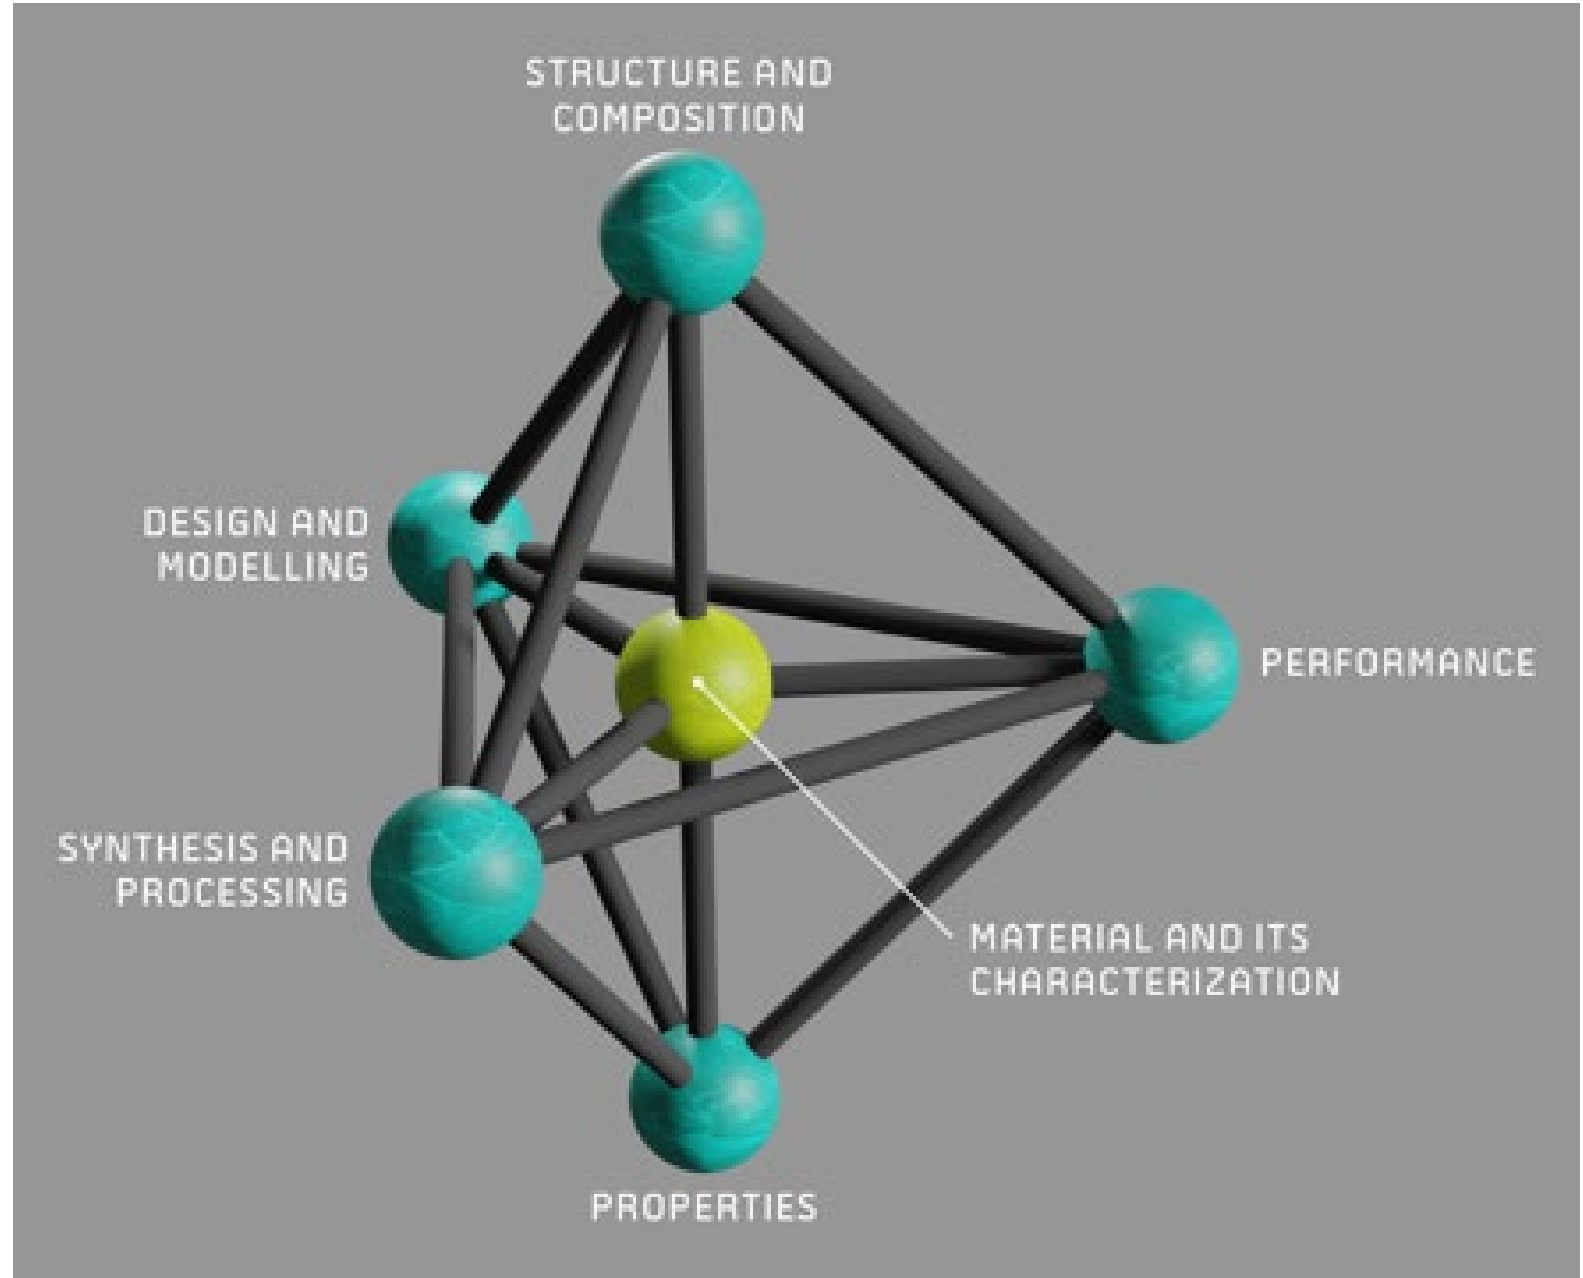 STRUCTURE AND
COMPOSITION
DESIGN AND
MODELLING
PERFORMANCE
SYNTHESIS AND
PROCESSING
MATERIAL AND ITS
CHARACTERIZATION
PROPERTIES